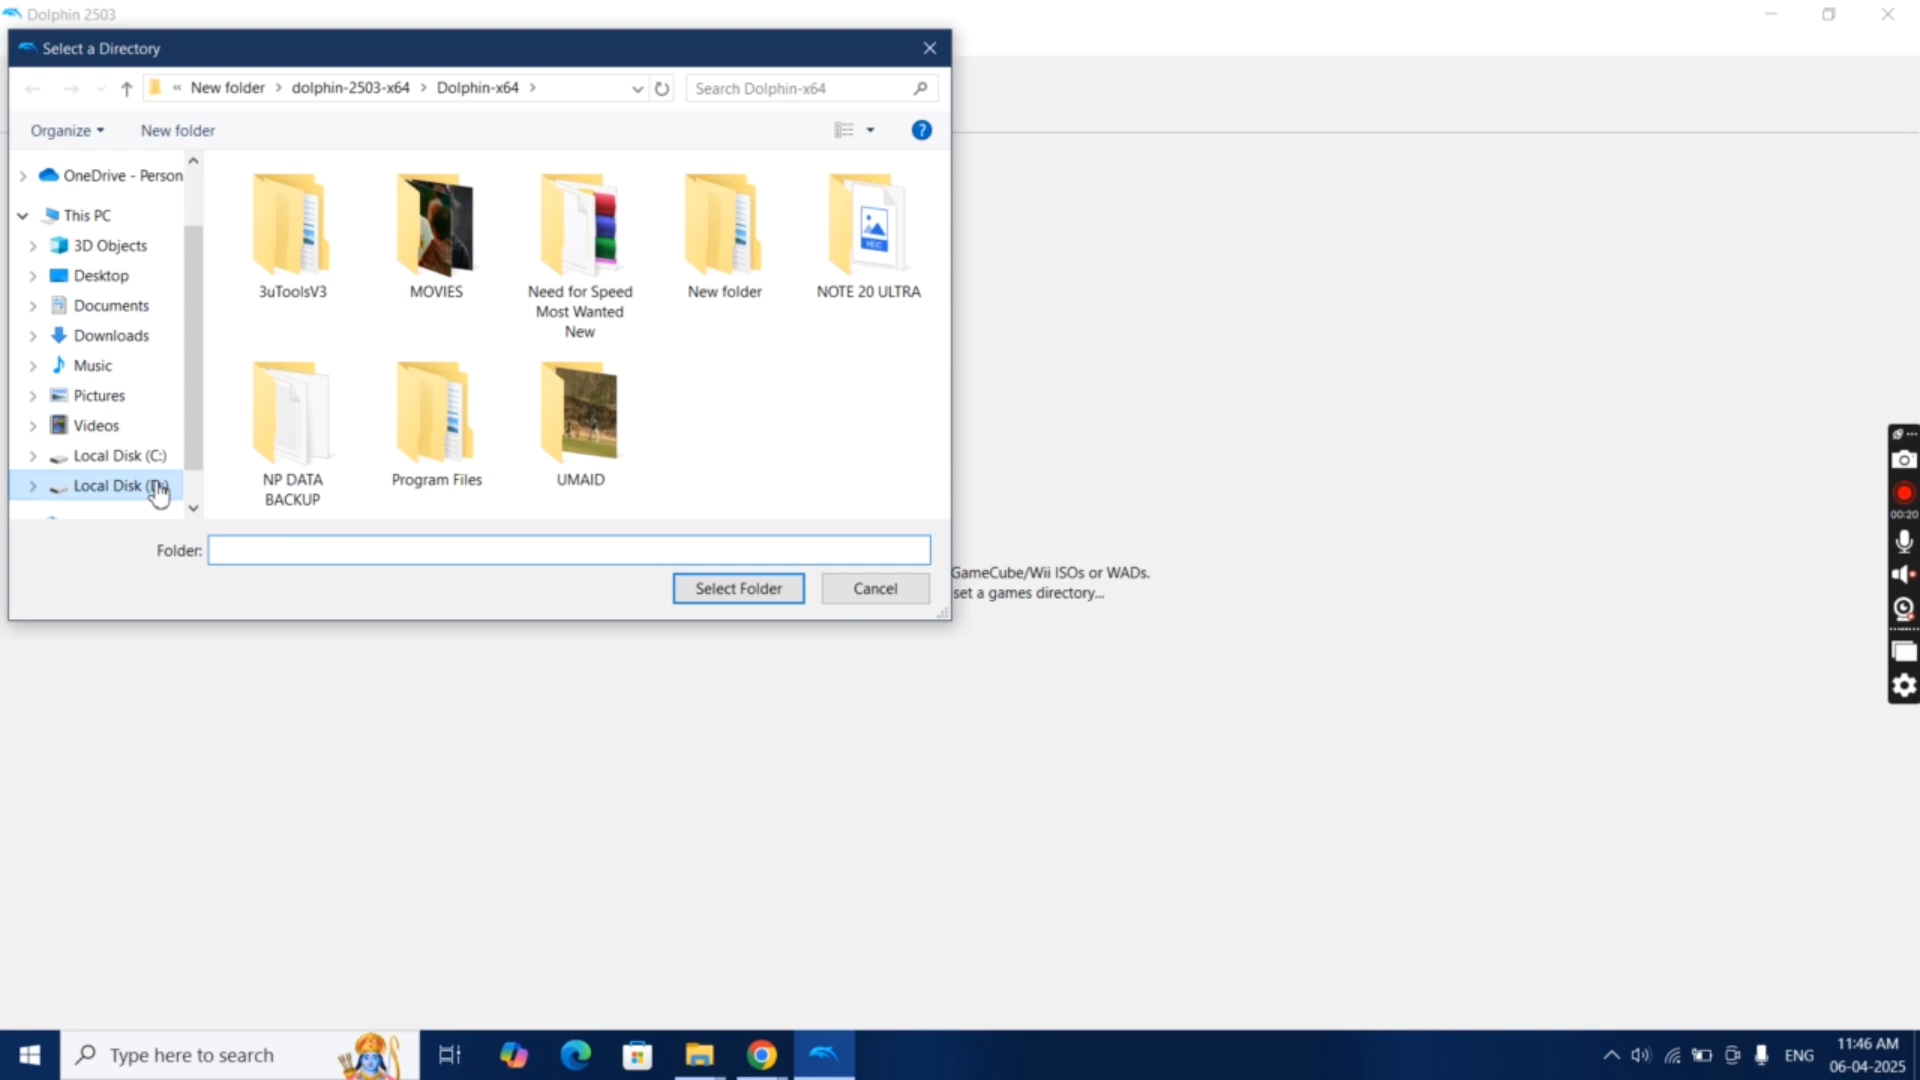 Dolphin 2503
Select a Directory
« New folder > dolphin-2503-x64 > Dolphin-x64 >
Search Dolphin-x64
Organize
New folder
?
OneDrive - Person
This PC
3D Objects
Desktop
Documents
Downloads
Music
Pictures
Videos
Local Disk (C:)
Local Disk
3uToolsV3
MOVIES
Need for Speed
Most Wanted
New
New folder
HEIC
NOTE 20 ULTRA
NP DATA
BACKUP
Program Files
UMAID
Folder:
Select Folder
Cancel
GameCube/Wii ISOs or WADs.
set a games directory...
00:20
Type here to search
ENG
11:46 AM
06-04-2025